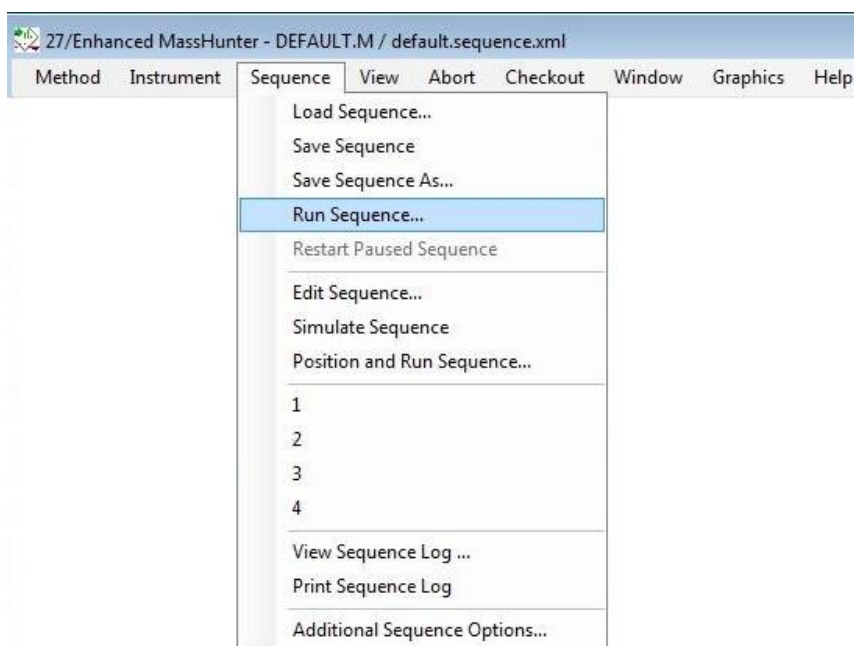 27/Enhanced MassHunter - DEFAULT.M / default.sequence.xml
Method Instrument Sequence View Abort Checkout Window Graphics Help
Load Sequence...
Save Sequence
Save Sequence As...
Run Sequence...
Restart Paused Sequence
Edit Sequence...
Simulate Sequence
Position and Run Sequence...
1
2
3
4
View Sequence Log ...
Print Sequence Log
Additional Sequence Options...